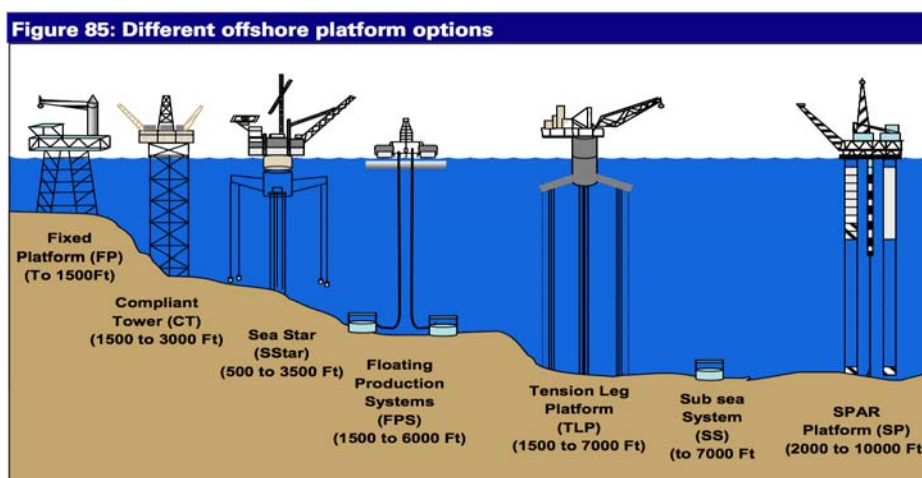 Figure 85: Different offshore platform options
Fixed
Platform (FP)
(To 1500Ft)
Compliant
Tower (CT)
(1500 to 3000 Ft)
Sea Star
(SStar)
(500 to 3500 Ft)
Floating
Production
Systems
(FPS)
(1500 to 6000 Ft)
Tension Leg
Platform
(TLP)
(1500 to 7000 Ft)
Sub sea
System
(SS)
(to 7000 Ft
SPAR
Platform (SP)
(2000 to 10000 Ft